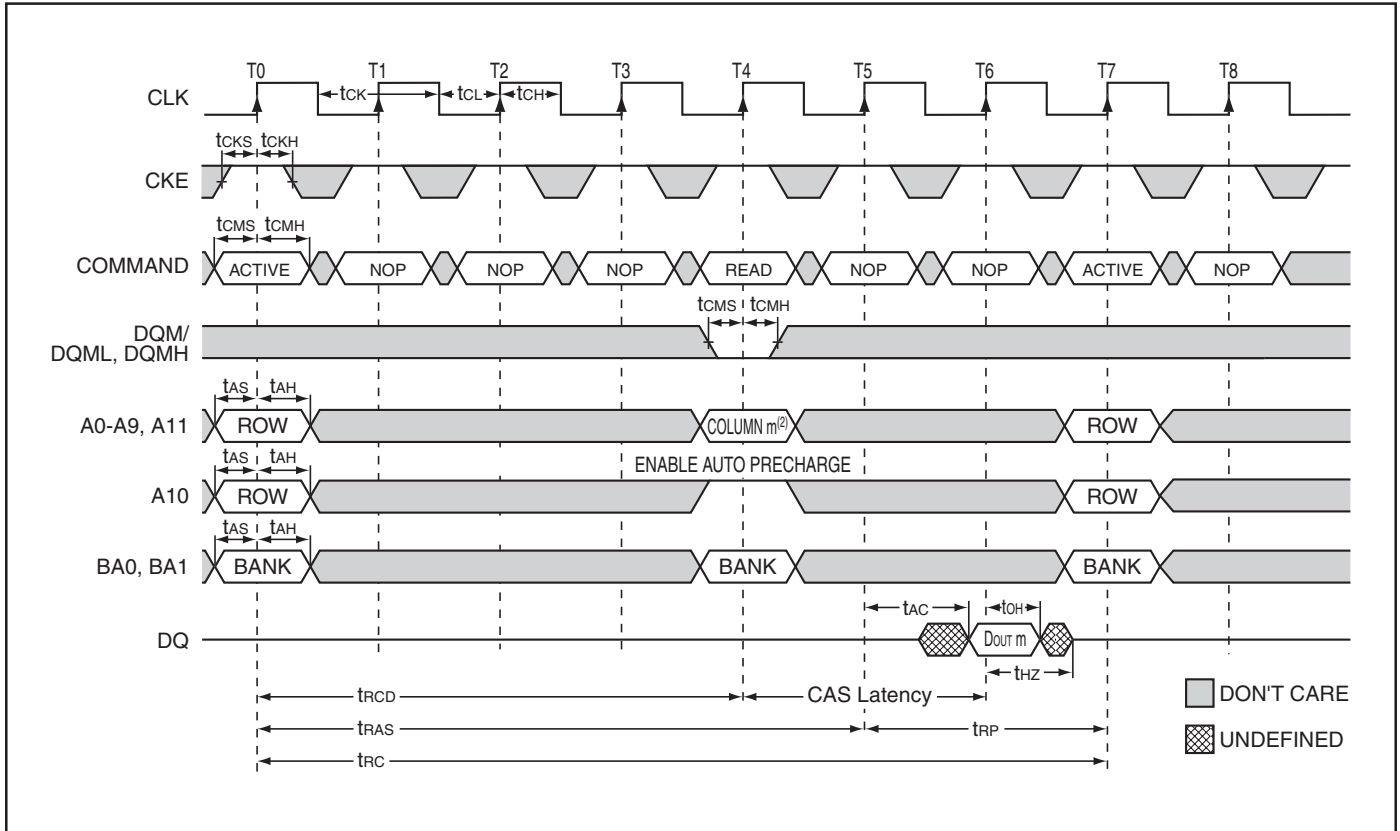 T0 T1 T2 T3 T4 T5 T6 T7 T8
CLK tCK tCL tCH
tCKS tCKH
CKE
tCMS tCMH
COMMAND ACTIVE NOP NOP NOP READ NOP NOP ACTIVE NOP
tCMS tCMH
DQM/
DQML, DQMH
tAS tAH
A0-A9, A11 ROW COLUMN m(2) ROW
tAS tAH ENABLE AUTO PRECHARGE
A10 ROW ROW
tAS tAH
BA0, BA1 BANK BANK BANK
tAC tOH
DQ DOUT m
tHZ
tRCD CAS Latency
DON'T CARE
tRAS tRP
UNDEFINED
tRC